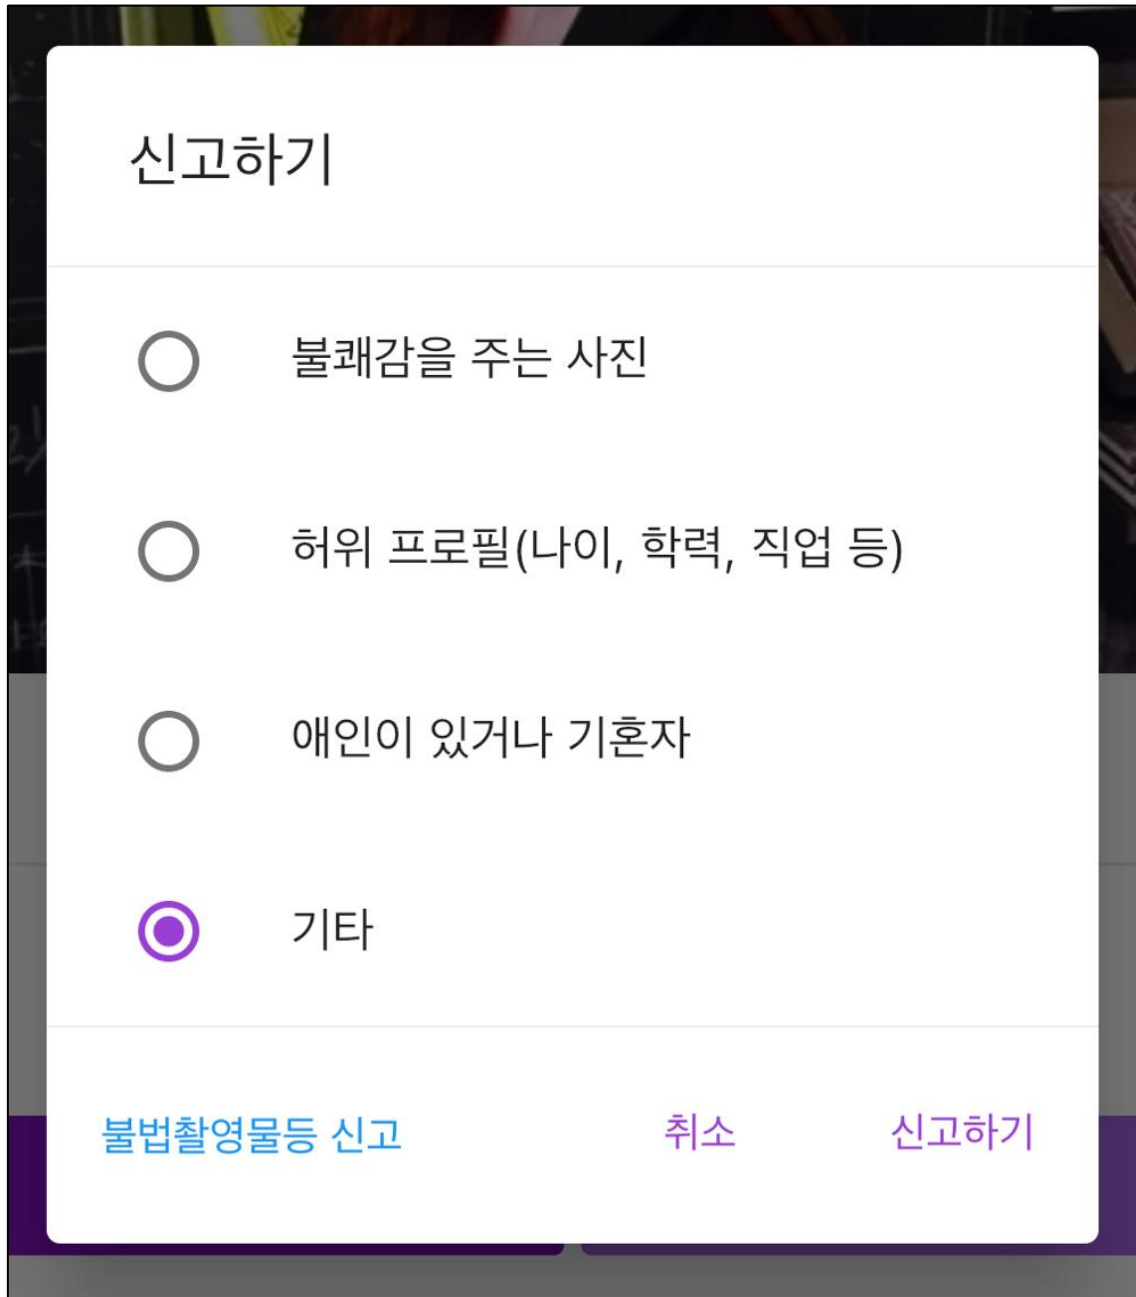 신고하기
불쾌감을 주는 사진
허위 프로필(나이, 학력, 직업 등)
애인이 있거나 기혼자
기타
불법촬영물등 신고 취소 신고하기